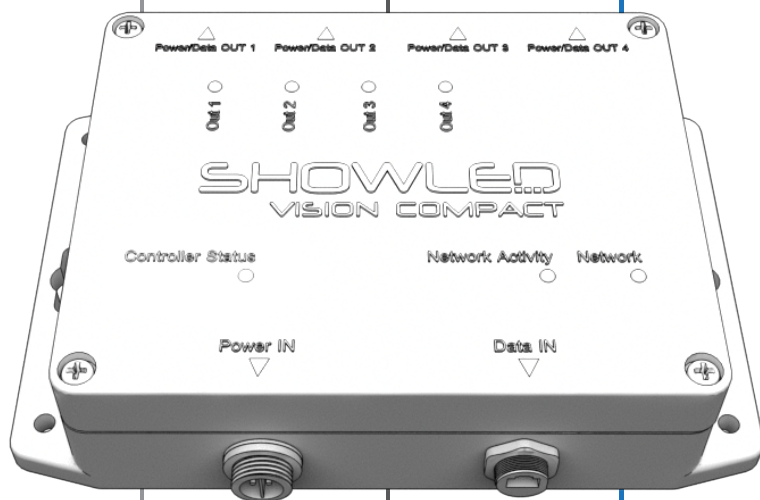 Power/Data OUT 1 Power/Data OUT 2 Power/Data OUT 3 Power/Data OUT 4
Out 1 Out 2 Out 3 Out 4
SHOWLED
VISION COMPACT
Controller Status Network Activity Network
Power IN Data IN